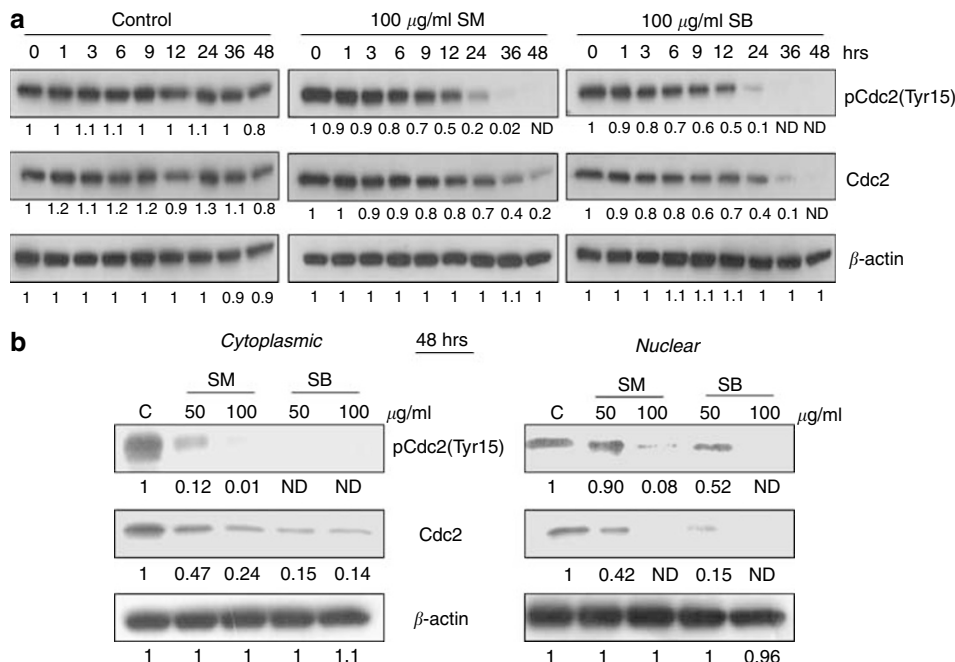 a Control 100 μg/ml SM 100 μg/ml SB
0 1 3 6 9 12 24 36 48 0 1 3 6 9 12 24 36 48 0 1 3 6 9 12 24 36 48 hrs
pCdc2(Tyr15)
1 1 1.1 1.1 1 1 1.1 1 0.8 1 0.9 0.9 0.8 0.7 0.5 0.2 0.02 ND 1 0.9 0.8 0.7 0.6 0.5 0.1 ND ND
Cdc2
1 1.2 1.1 1.2 1.2 0.9 1.3 1.1 0.8 1 1 0.9 0.9 0.8 0.8 0.7 0.4 0.2 1 0.9 0.8 0.8 0.6 0.7 0.4 0.1 ND
β-actin
1 1 1 1 1 1 1 0.9 0.9 1 1 1 1 1 1 1 1.1 1 1 1 1 1.1 1.1 1.1 1 1 1
b Cytoplasmic 48 hrs Nuclear
SM SB SM SB
C 50 100 50 100 μg/ml C 50 100 50 100 μg/ml
pCdc2(Tyr15)
1 0.12 0.01 ND ND 1 0.90 0.08 0.52 ND
Cdc2
1 0.47 0.24 0.15 0.14 1 0.42 ND 0.15 ND
β-actin
1 1 1 1 1.1 1 1 1 1 0.96